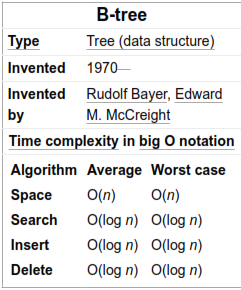 B-tree
Type Tree (data structure)
Invented 1970—
Invented by Rudolf Bayer, Edward
M. McCreight
Time complexity in big O notation
Algorithm Average Worst case
Space O(n) O(n)
Search O(log n) O(log n)
Insert O(log n) O(log n)
Delete O(log n) O(log n)